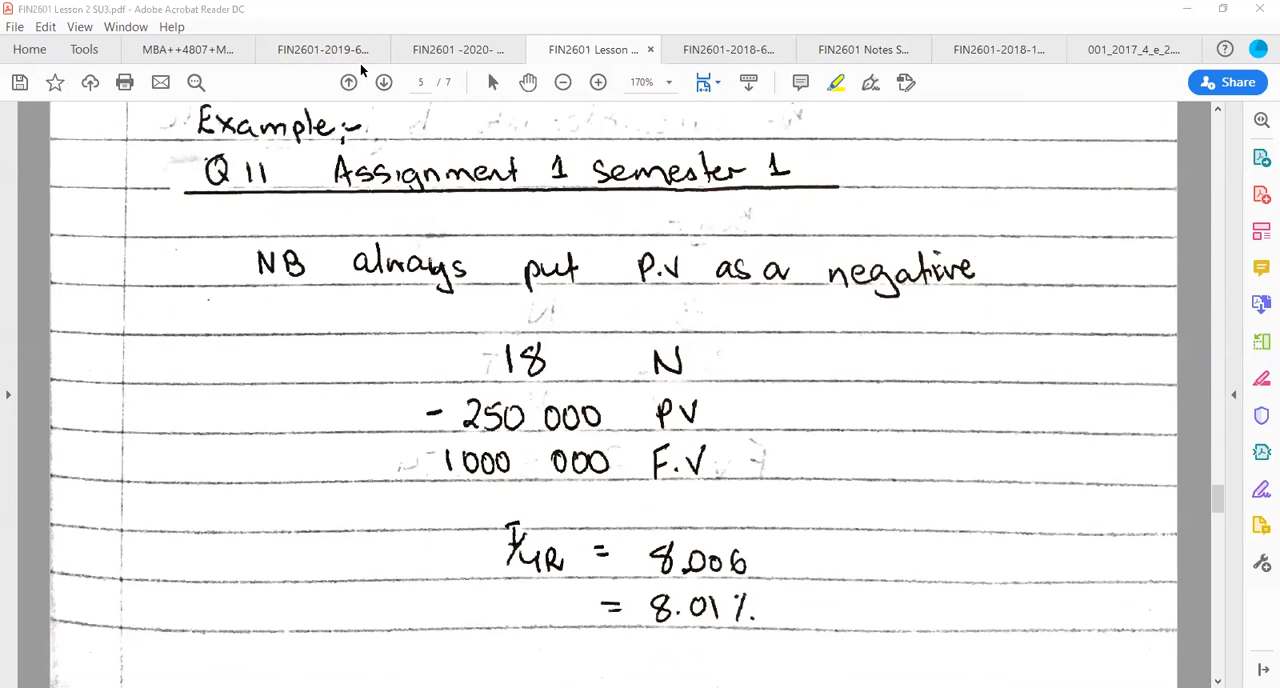 FIN2601 Lesson 2 SU3.pdf - Adobe Acrobat Reader DC
File Edit View Window Help
Home Tools MBA++4807+M... FIN2601-2019-6... FIN2601 -2020- ... FIN2601 Lesson ... × FIN2601-2018-6... FIN2601 Notes S... FIN2601-2018-1... 001_2017_4_e_2....
5 / 7 170% Share
Example;-
Q 11 Assignment 1 semester 1
NB always put P.V as a negative
18 N
- 250 000 PV
1000 000 F.V
I/YR = 8.006
= 8.01%.